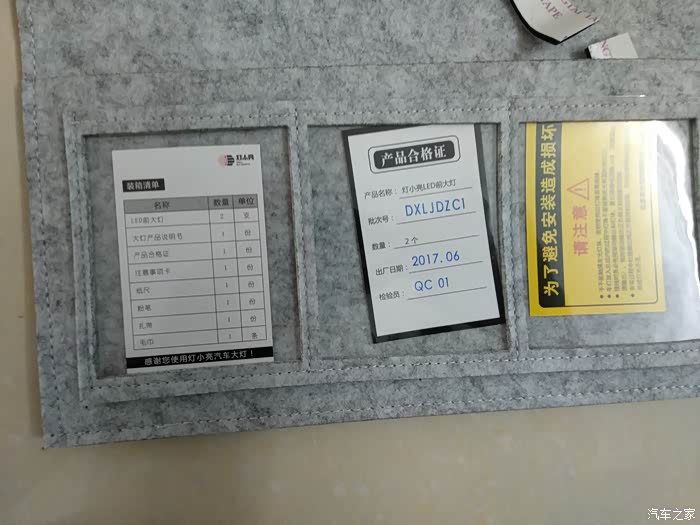 TAPE
灯小亮
装箱清单
名称 数量 单位
LED前大灯 2 支
大灯产品说明书 1 份
产品合格证 1 份
注意事项卡 1 份
纸尺 1 份
粉笔 1 份
扎带 1 份
毛巾 1 条
感谢您使用灯小亮汽车大灯！
产品合格证
产品名称：灯小亮LED前大灯
批次号：DXLJDZC1
数量：2个
出厂日期：2017.06
检验员：QC 01
为了避免安装造成损坏
请注意
汽车之家